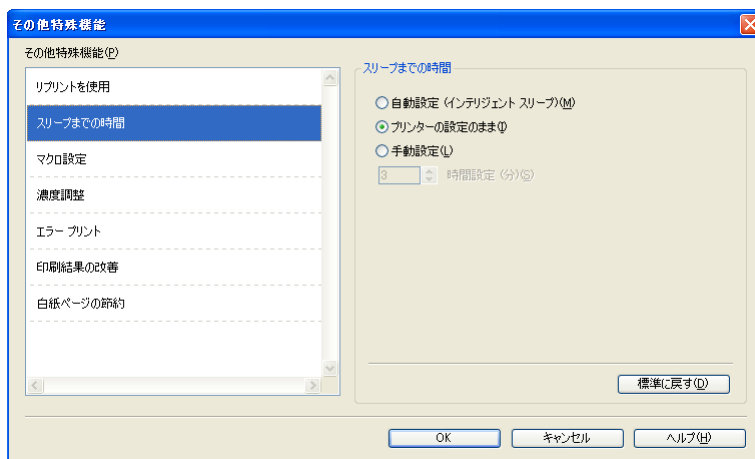 その他特殊機能
その他特殊機能(P)
リプリントを使用
スリープまでの時間
マクロ設定
濃度調整
エラー プリント
印刷結果の改善
白紙ページの節約
スリープまでの時間
自動設定 (インテリジェント スリープ)(M)
プリンターの設定のまま(I)
手動設定(L)
3 時間設定 (分)(S)
標準に戻す(D)
OK キャンセル ヘルプ(H)